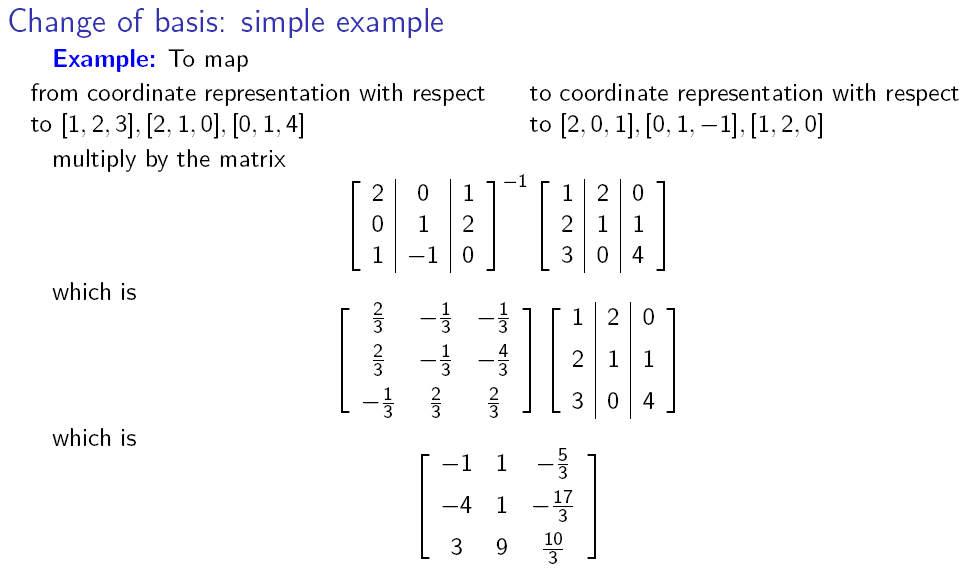 Change of basis: simple example
Example: To map
from coordinate representation with respect to coordinate representation with respect
to [1, 2, 3], [2, 1, 0], [0, 1, 4] to [2, 0, 1], [0, 1, −1], [1, 2, 0]
multiply by the matrix
[ 2 | 0 | 1 ]⁻¹ [ 1 | 2 | 0 ]
[ 0 | 1 | 2 ] [ 2 | 1 | 1 ]
[ 1 | −1 | 0 ] [ 3 | 0 | 4 ]
which is
[ 2/3 −1/3 −1/3 ] [ 1 | 2 | 0 ]
[ 2/3 −1/3 −4/3 ] [ 2 | 1 | 1 ]
[ −1/3 2/3 2/3 ] [ 3 | 0 | 4 ]
which is
[ −1 1 −5/3 ]
[ −4 1 −17/3 ]
[ 3 9 10/3 ]